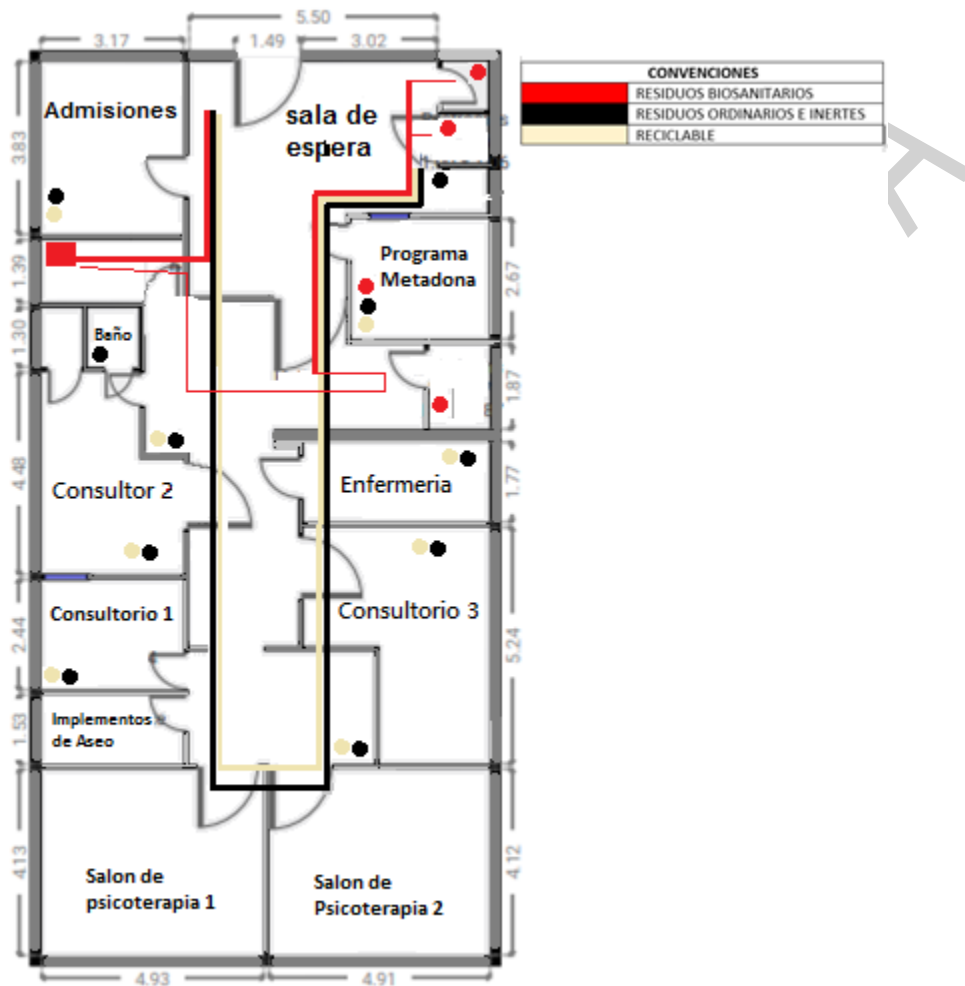 5.50
3.17
1.49
3.02
CONVENCIONES
RESIDUOS BIOSANITARIOS
RESIDUOS ORDINARIOS E INERTES
RECICLABLE
Admisiones
sala de
espera
3.83
1.39
Programa
Metadona
2.67
1.30
Baño
1.87
4.48
Consultor 2
Enfermeria
1.77
Consultorio 1
Consultorio 3
2.44
5.24
Implementos
de Aseo
1.53
4.13
Salon de
psicoterapia 1
Salon de
Psicoterapia 2
4.12
4.93
4.91